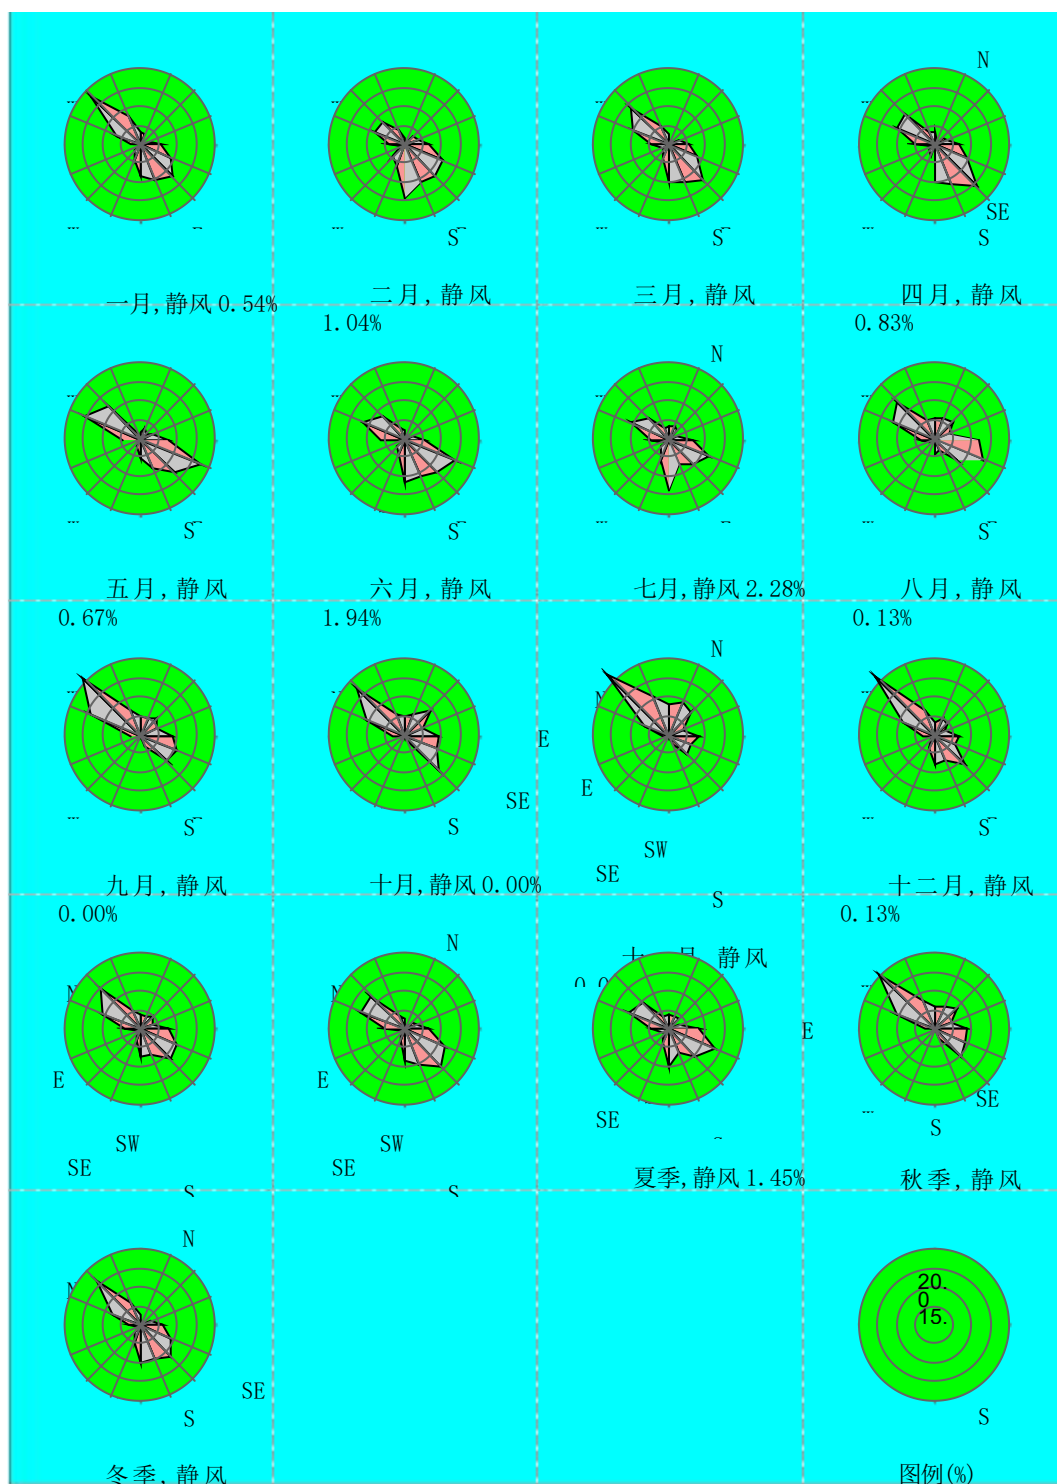 N
SE
S
S
S
一月,静风 0.54%
二月,静风
三月,静风
四月,静风
1.04%
0.83%
N
S
S
S
五月,静风
六月,静风
七月,静风 2.28%
八月,静风
0.67%
1.94%
0.13%
N
E
E
SE
S
S
S
SW
SE
S
九月,静风
十月,静风 0.00%
十二月,静风
0.00%
0.13%
N
静风
E
E
E
SE
SE
S
SW
SW
SE
SE
夏季,静风 1.45%
秋季,静风
N
20.
0
15.
SE
S
S
冬季,静风
图例(%)